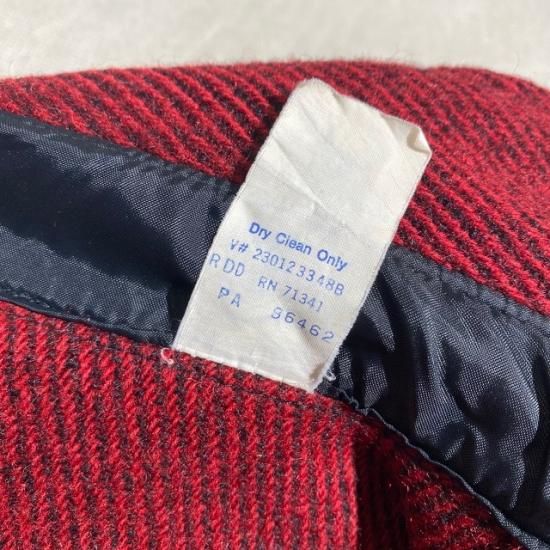 Dry Clean Only
V# 230123348B
RDD RN 71341
PA 96462